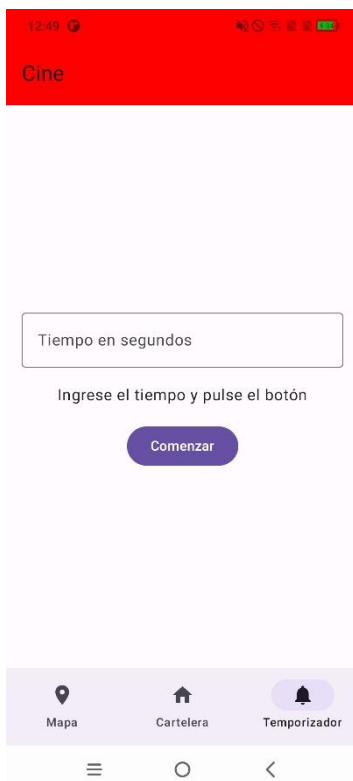 12:49
Cine
Tiempo en segundos
Ingrese el tiempo y pulse el botón
Comenzar
Mapa Cartelera Temporizador